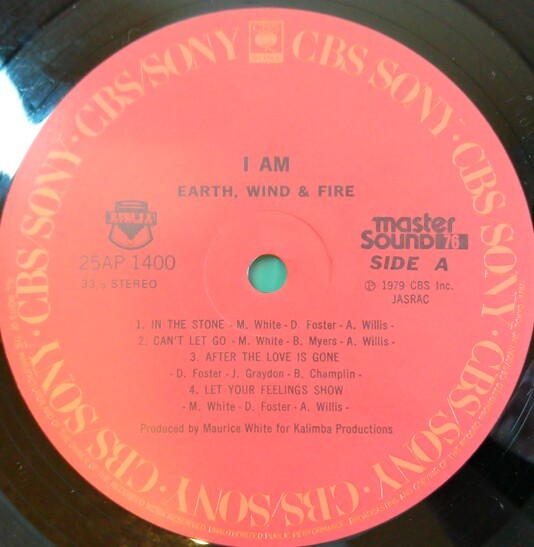 CBS/SONY · CBS SONY · CBS SONY · CBS/SONY · CBS/SONY · CBS SONY · CBS/SONY ·
I AM
EARTH, WIND & FIRE
master
Sound 76
25AP 1400
SIDE A
33⅓ STEREO
℗ 1979 CBS Inc.
JASRAC
1. IN THE STONE - M. White - D. Foster - A. Willis -
2. CAN'T LET GO - M. White - B. Myers - A. Willis -
3. AFTER THE LOVE IS GONE
- D. Foster - J. Graydon - B. Champlin -
4. LET YOUR FEELINGS SHOW
- M. White - D. Foster - A. Willis -
Produced by Maurice White for Kalimba Productions